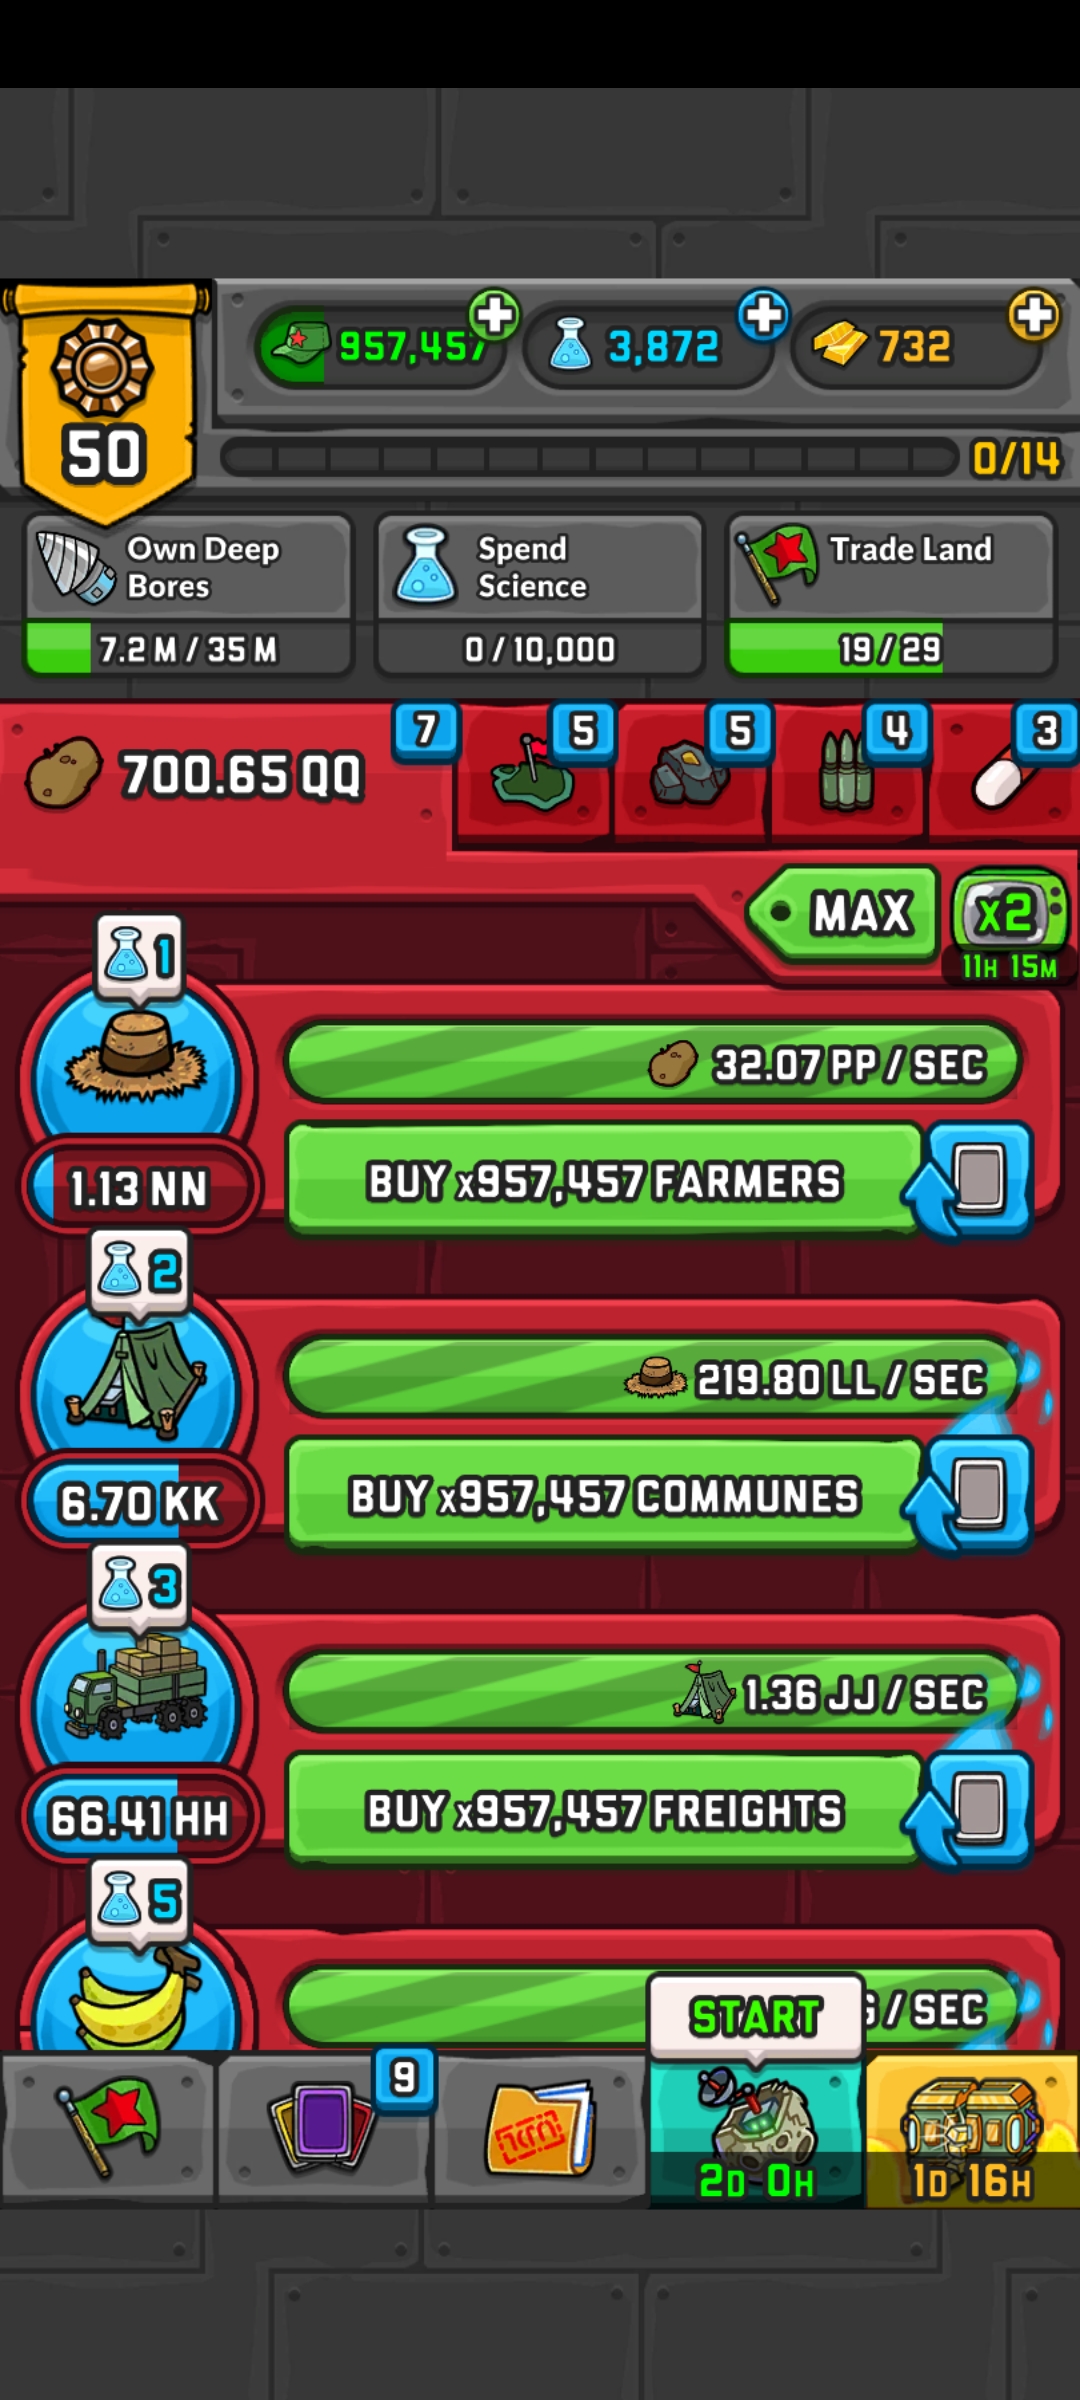 957,457
3,872
732
50
0/14
Own Deep
Bores
7.2 M / 35 M
Spend
Science
0 / 10,000
Trade Land
19 / 29
700.65 QQ
7
5
5
4
3
MAX
x2
11H 15M
1
32.07 PP / SEC
1.13 NN
BUY x957,457 FARMERS
2
219.80 LL / SEC
6.70 KK
BUY x957,457 COMMUNES
3
1.36 JJ / SEC
66.41 HH
BUY x957,457 FREIGHTS
5
/ SEC
START
9
2D 0H
1D 16H